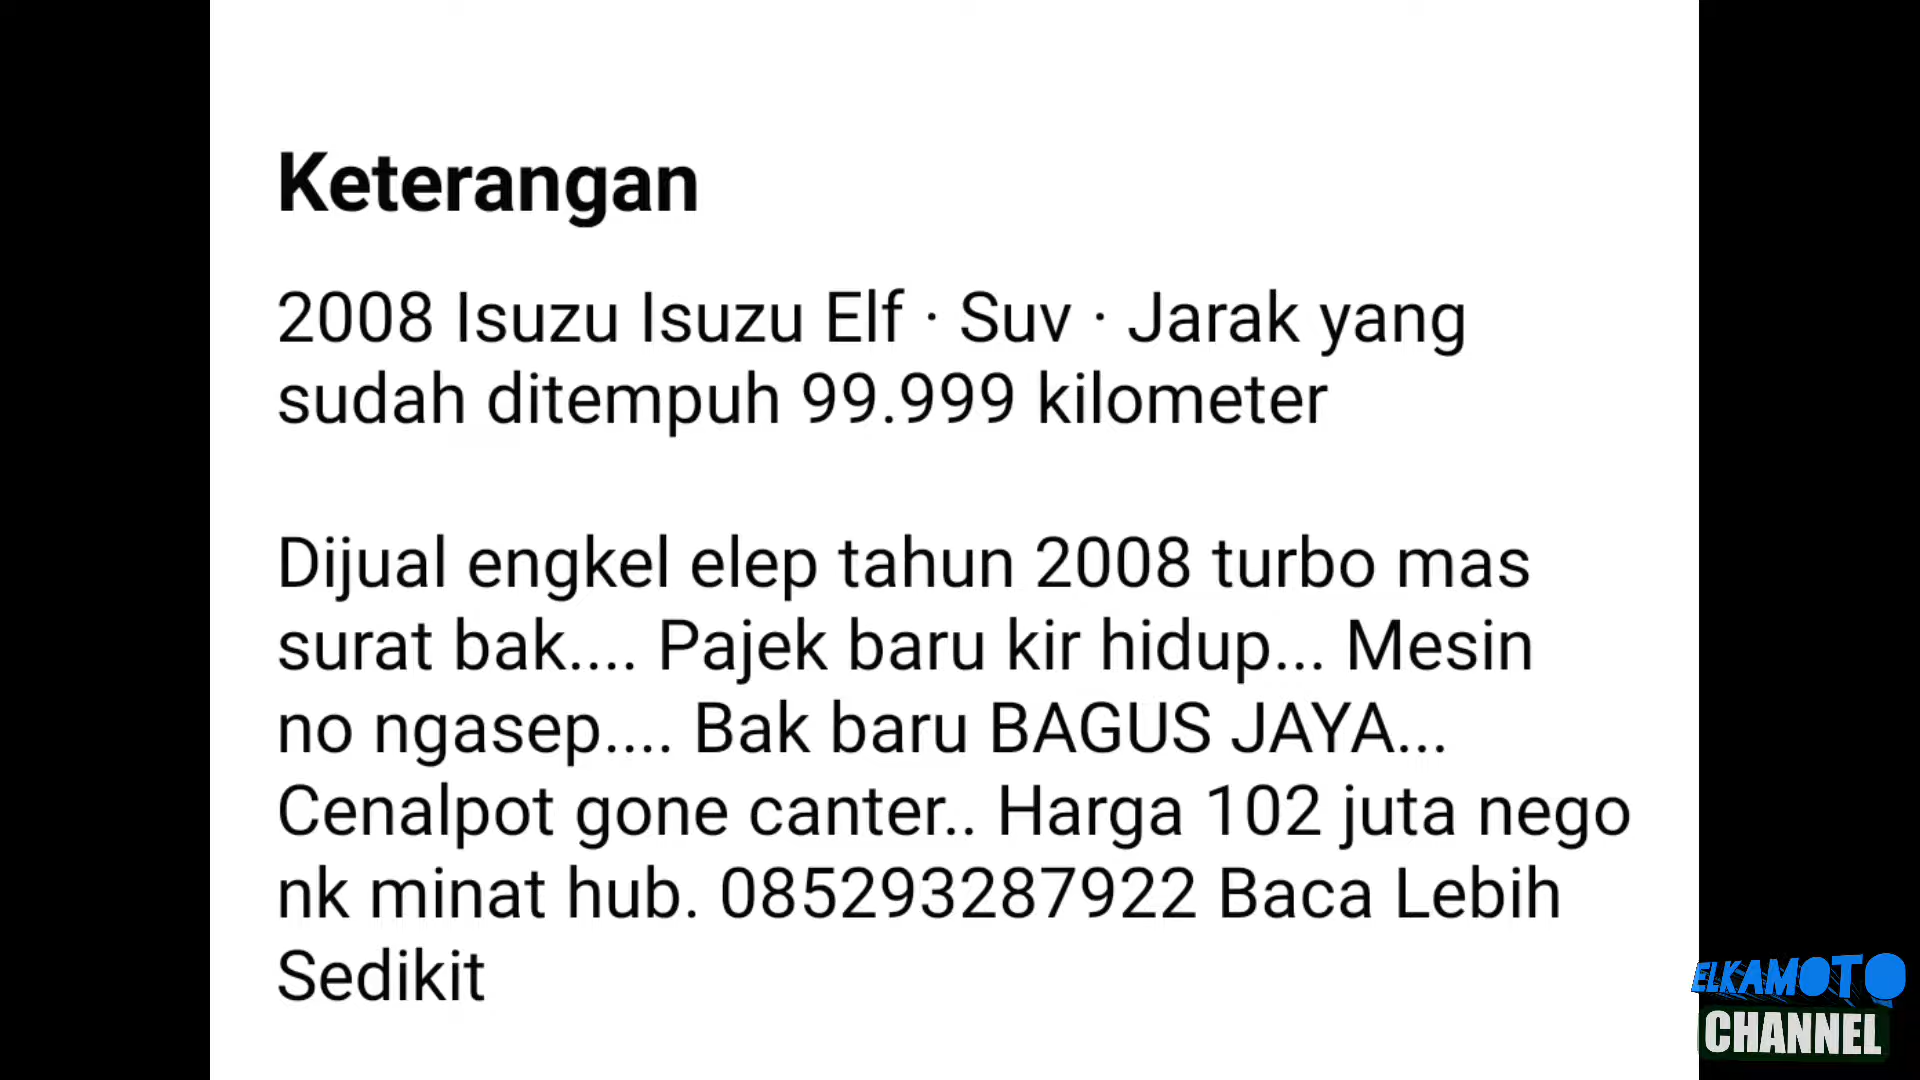 Keterangan
2008 Isuzu Isuzu Elf · Suv · Jarak yang
sudah ditempuh 99.999 kilometer
Dijual engkel elep tahun 2008 turbo mas
surat bak.... Pajek baru kir hidup... Mesin
no ngasep.... Bak baru BAGUS JAYA...
Cenalpot gone canter.. Harga 102 juta nego
nk minat hub. 085293287922 Baca Lebih
Sedikit
ELKAMOTO
CHANNEL